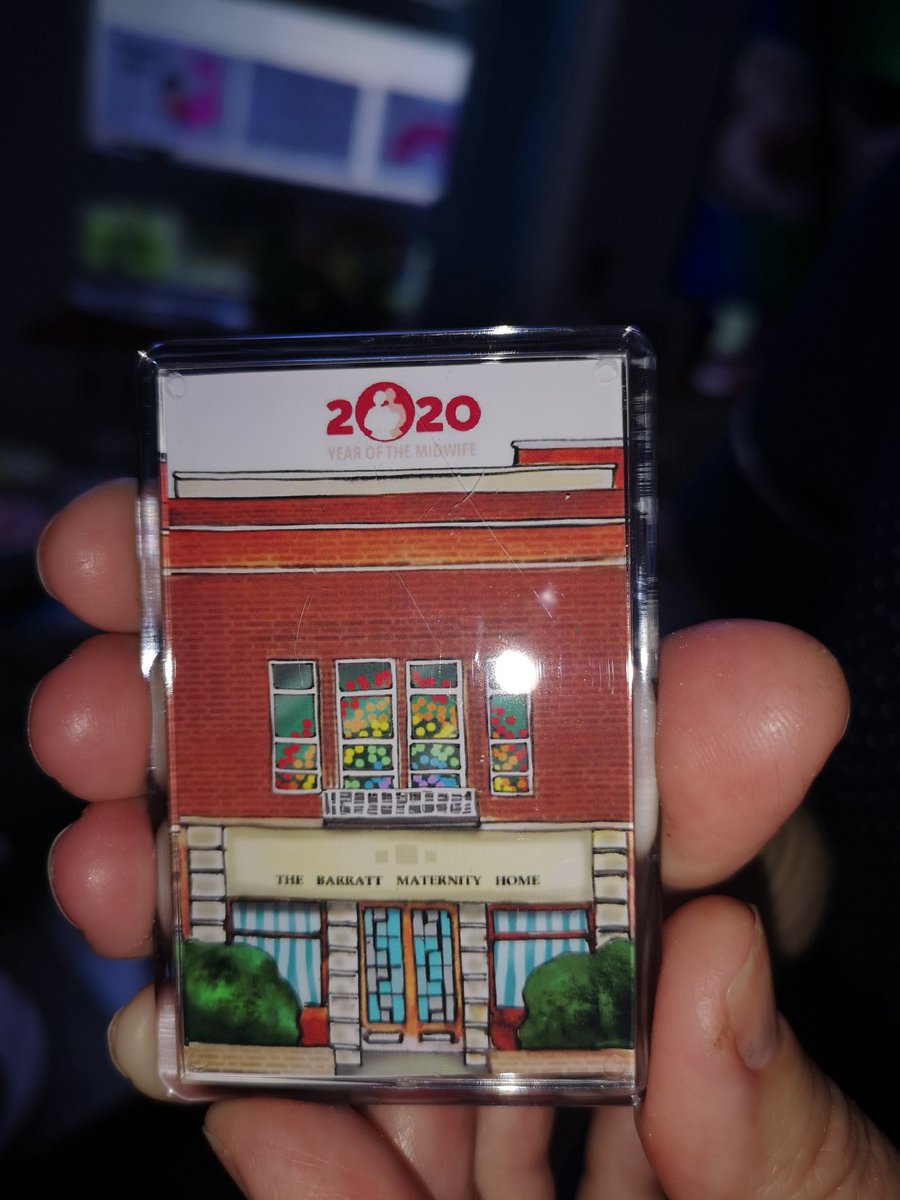 2020
YEAR OF THE MIDWIFE
THE BARRATT MATERNITY HOME